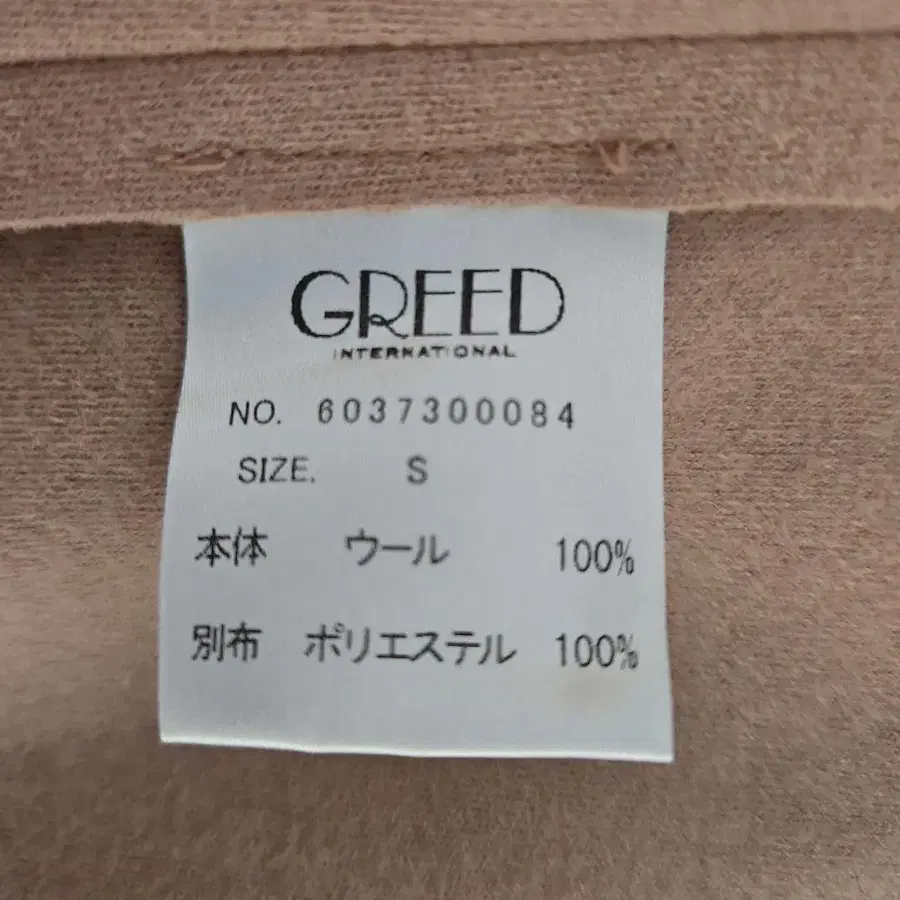 GREED
INTERNATIONAL
NO. 6037300084
SIZE. S
本体 ウール 100%
別布 ポリエステル 100%